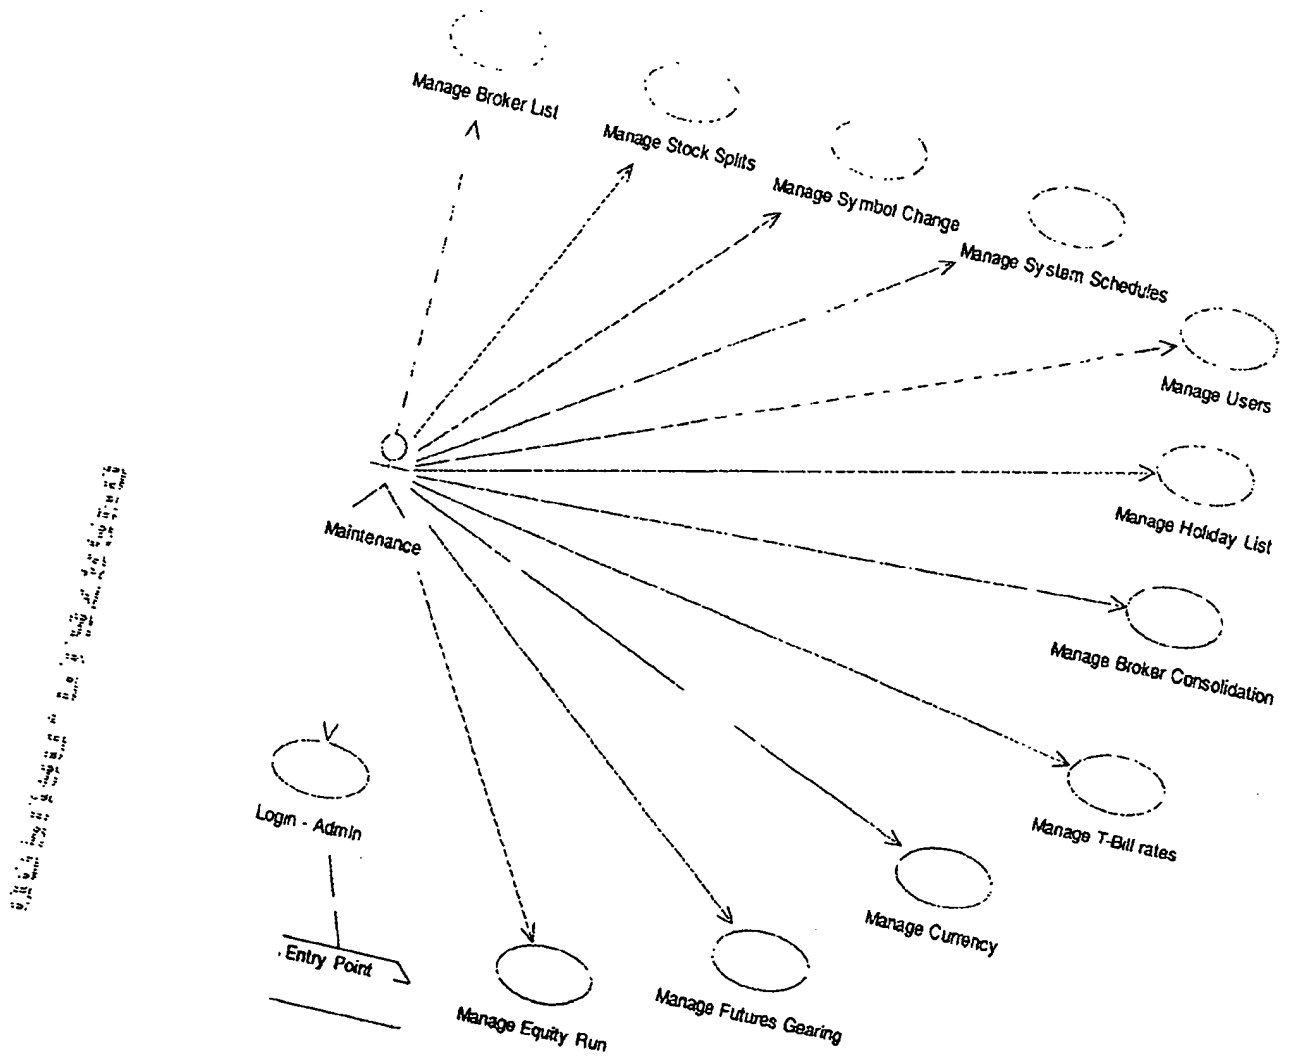 Manage Broker List
Manage Stock Splits
Manage Symbol Change
Manage System Schedules
Manage Users
Manage Holiday List
Maintenance
Manage Broker Consolidation
Manage T-Bill rates
Login - Admin
Manage Currency
Entry Point
Manage Futures Gearing
Manage Equity Run